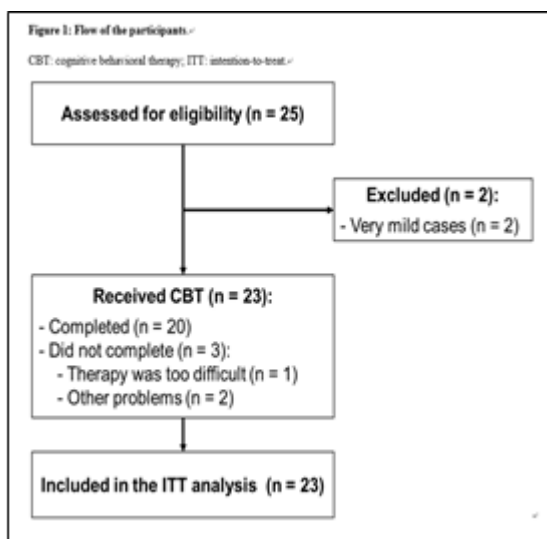 Figure 1: Flow of the participants.
CBT: cognitive behavioral therapy; ITT: intention-to-treat.
Assessed for eligibility (n = 25)
Excluded (n = 2):
- Very mild cases (n = 2)
Received CBT (n = 23):
- Completed (n = 20)
- Did not complete (n = 3):
- Therapy was too difficult (n = 1)
- Other problems (n = 2)
Included in the ITT analysis (n = 23)